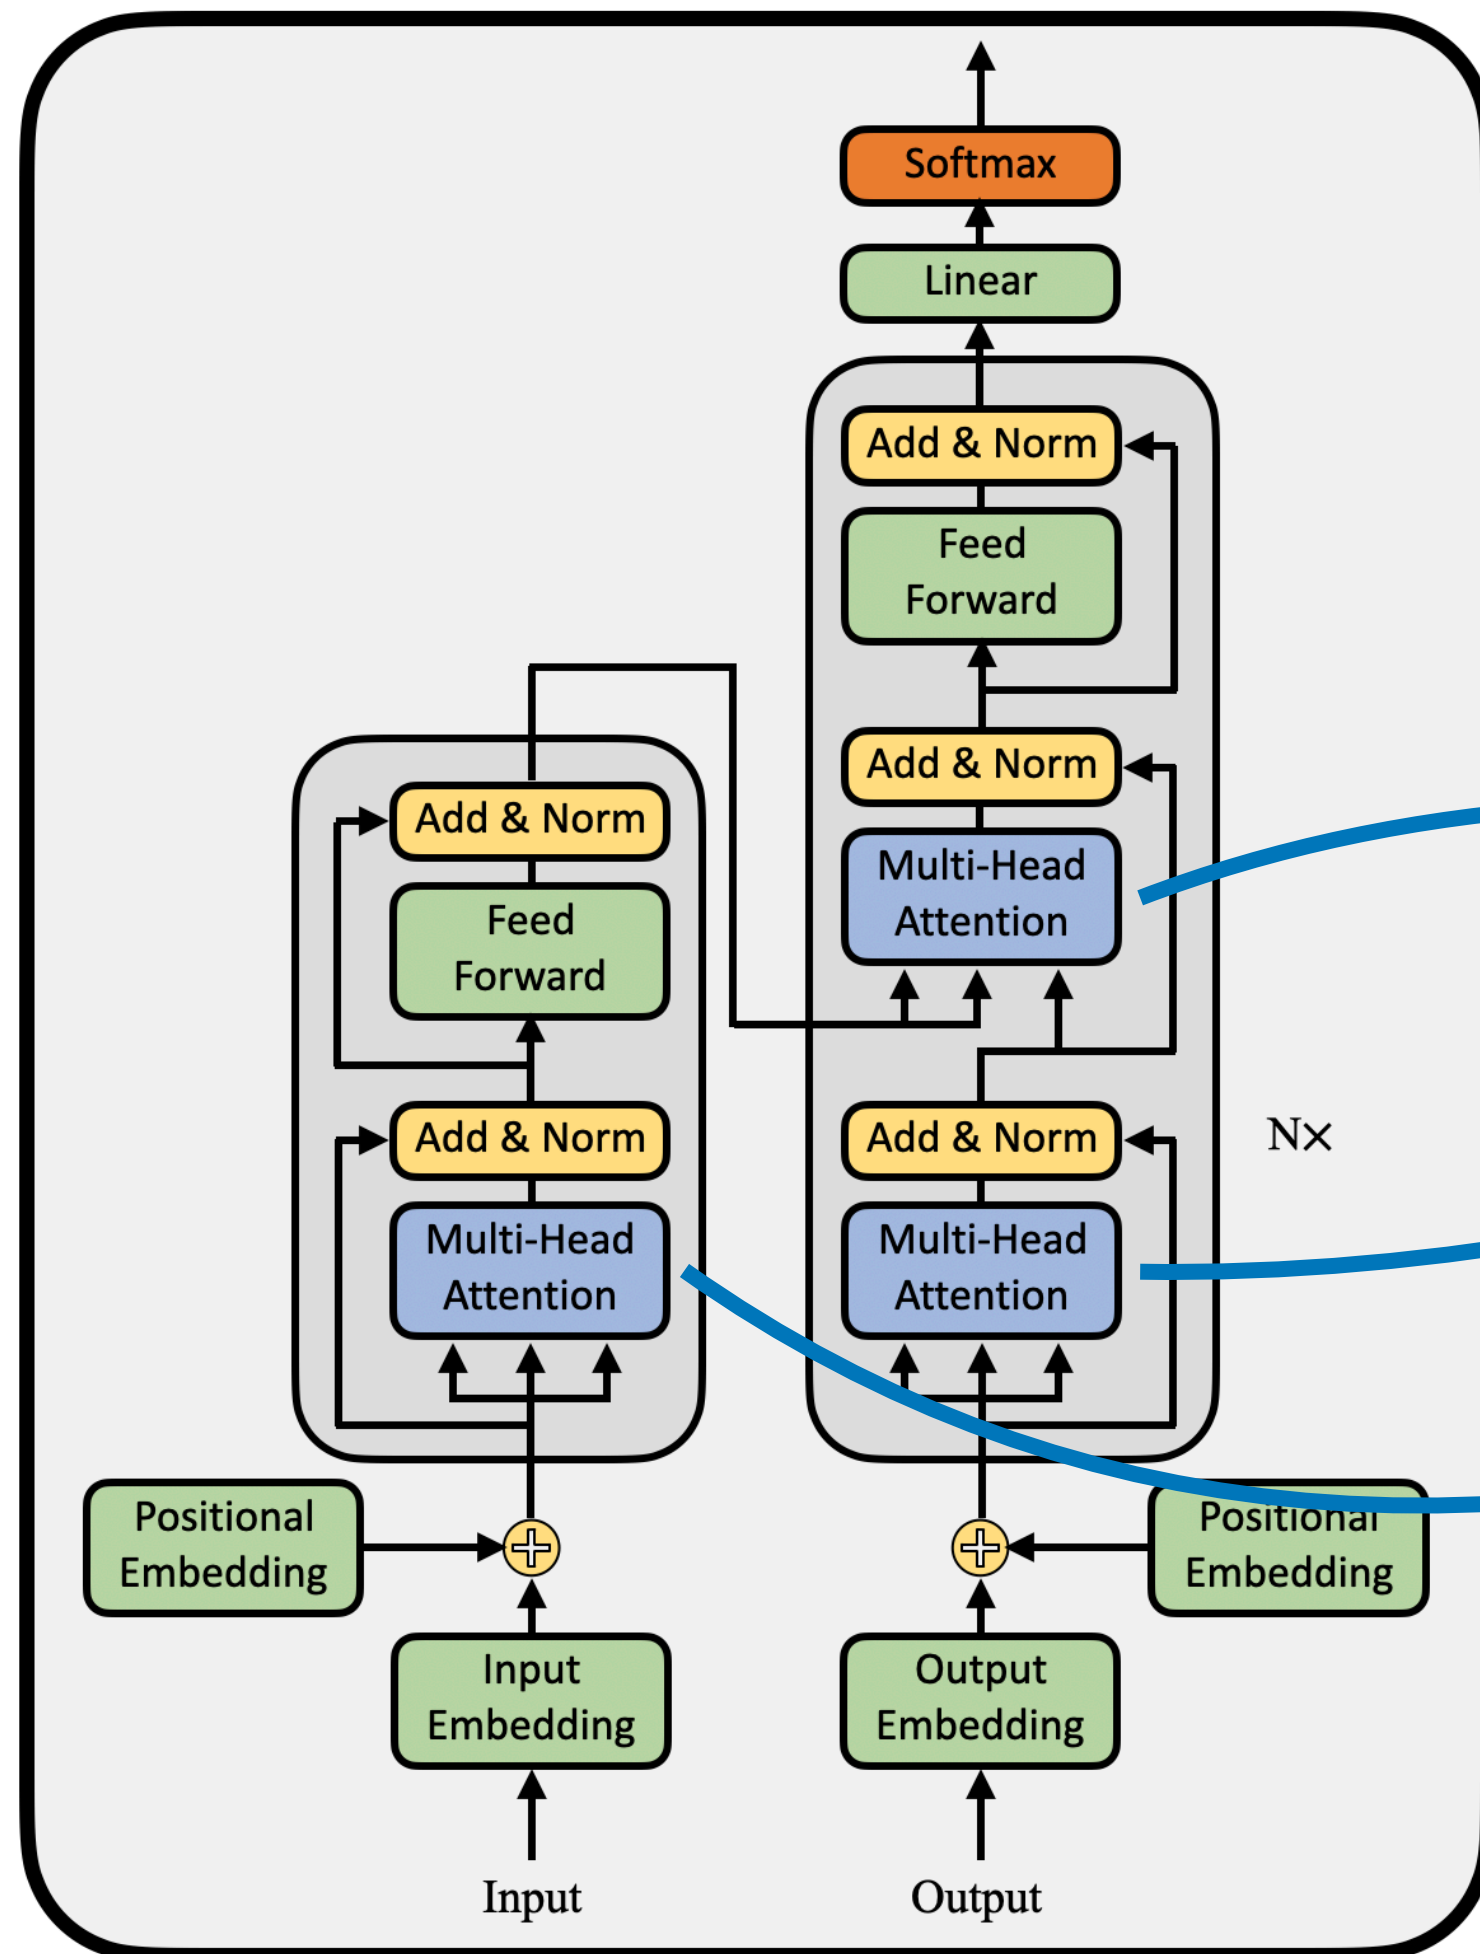 Softmax
Linear
Add & Norm
Feed
Forward
Add & Norm
Multi-Head
Attention
Add & Norm
Multi-Head
Attention
N×
Add & Norm
Feed
Forward
Add & Norm
Multi-Head
Attention
Positional
Embedding
Positional
Embedding
Input
Embedding
Output
Embedding
Input
Output